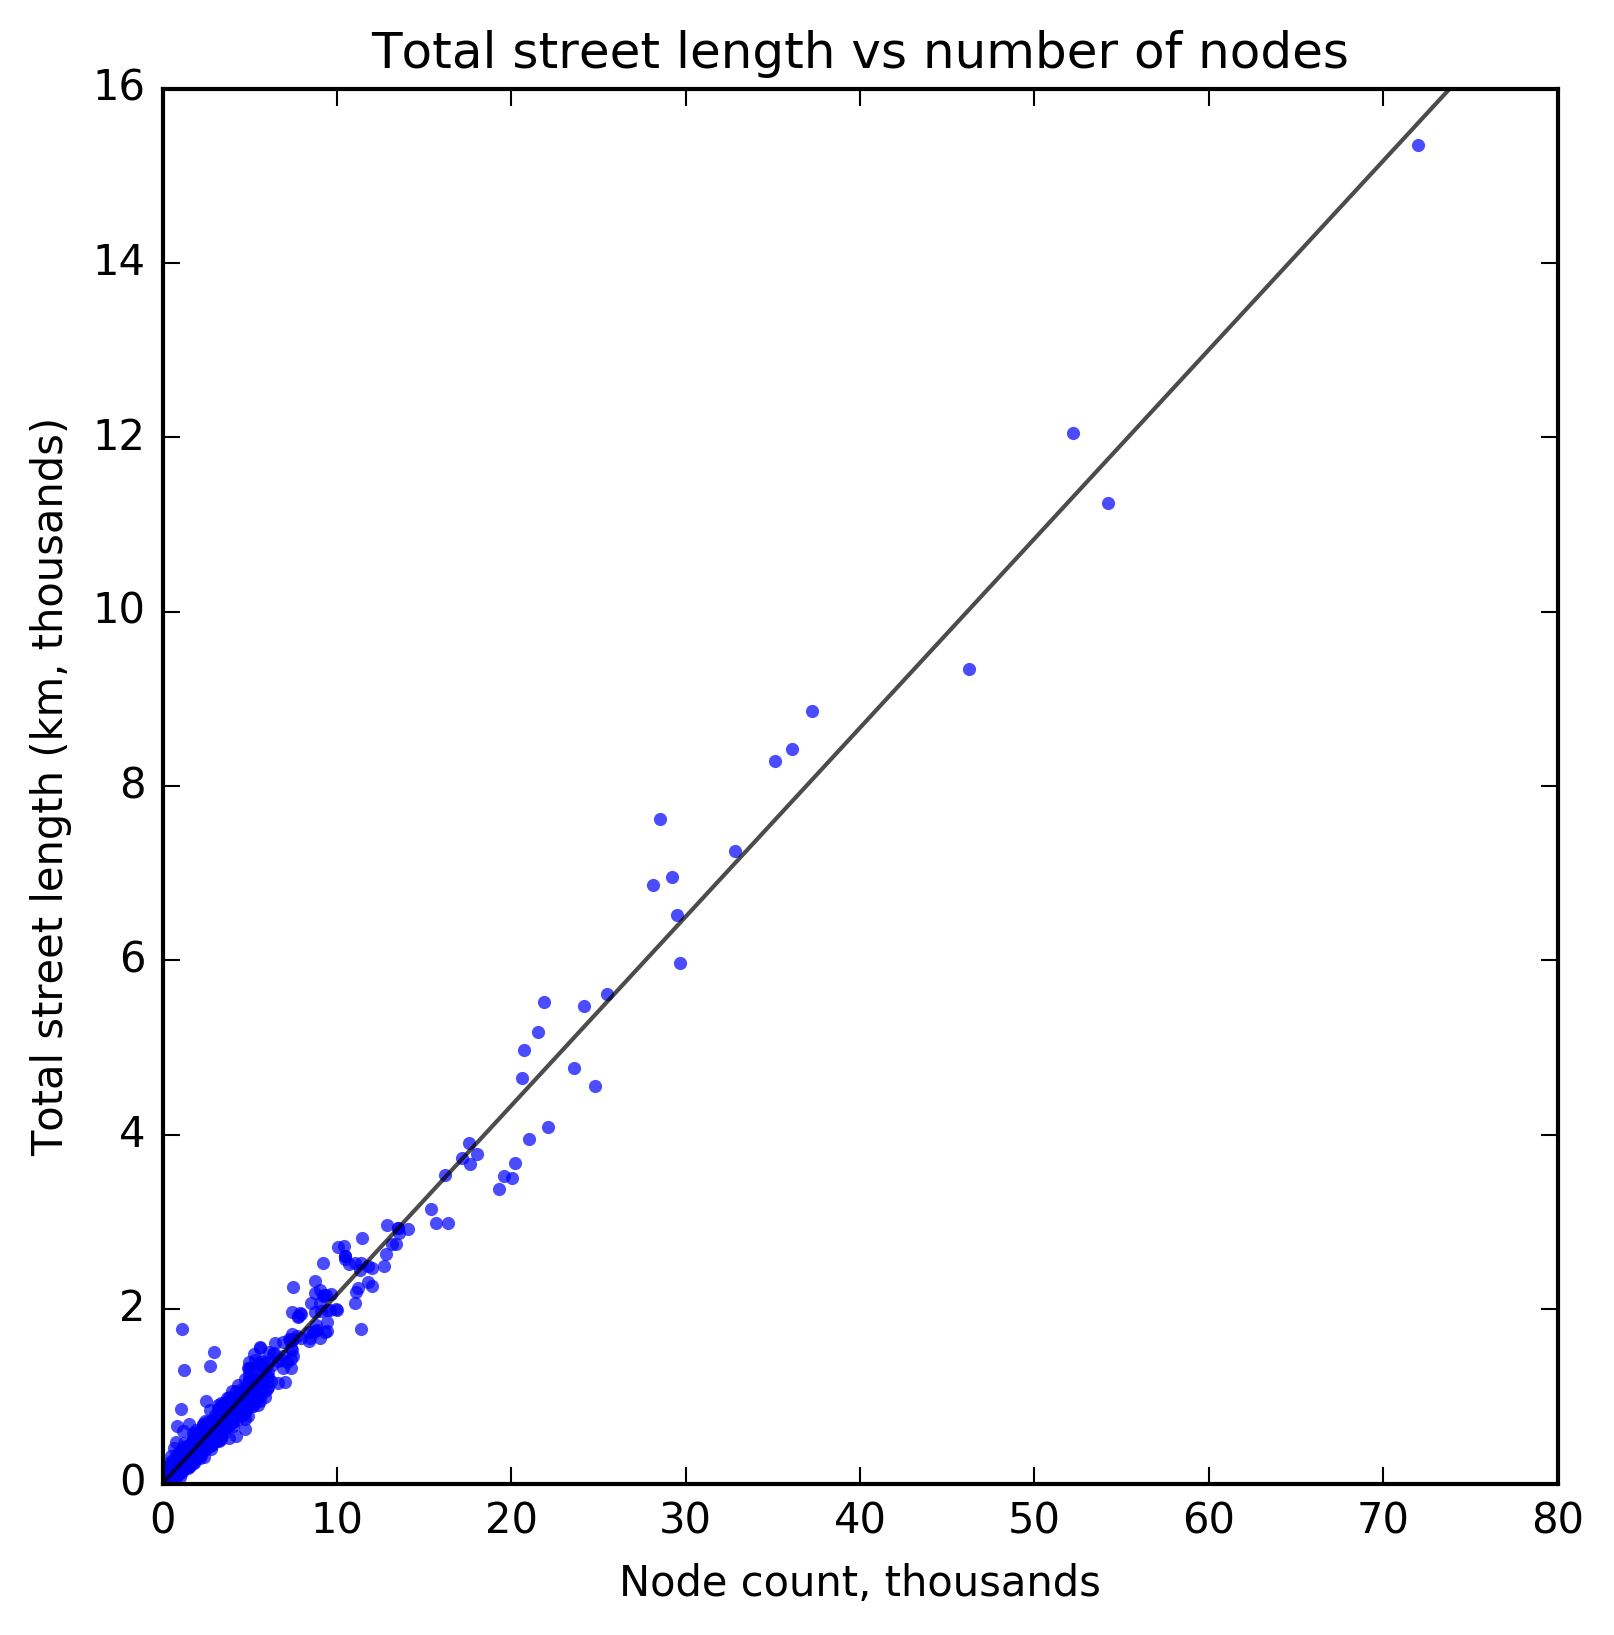 Total street length vs number of nodes
16
14
12
10
8
6
4
2
0
Total street length (km, thousands)
0 10 20 30 40 50 60 70 80
Node count, thousands